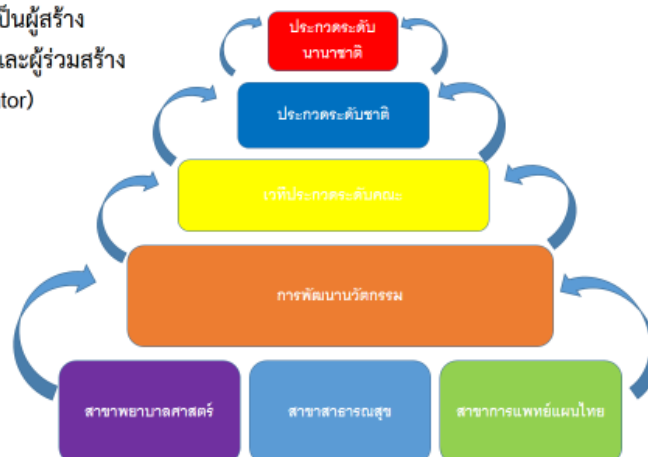 ป็นผู้สร้าง
และผู้ร่วมสร้าง
tor)
ประกวดระดับ
นานาชาติ
ประกวดระดับชาติ
เวทีประกวดระดับคณะ
การพัฒนานวัตกรรม
สาขาพยาบาลศาสตร์
สาขาสาธารณสุข
สาขาการแพทย์แผนไทย